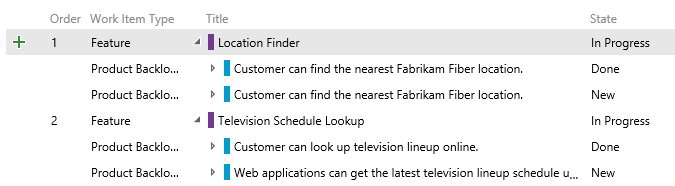 Order Work Item Type Title State
1 Feature Location Finder In Progress
Product Backlo... Customer can find the nearest Fabrikam Fiber location. Done
Product Backlo... Customer can find the nearest Fabrikam Fiber location. New
2 Feature Television Schedule Lookup In Progress
Product Backlo... Customer can look up television lineup online. Done
Product Backlo... Web applications can get the latest television lineup schedule u... New